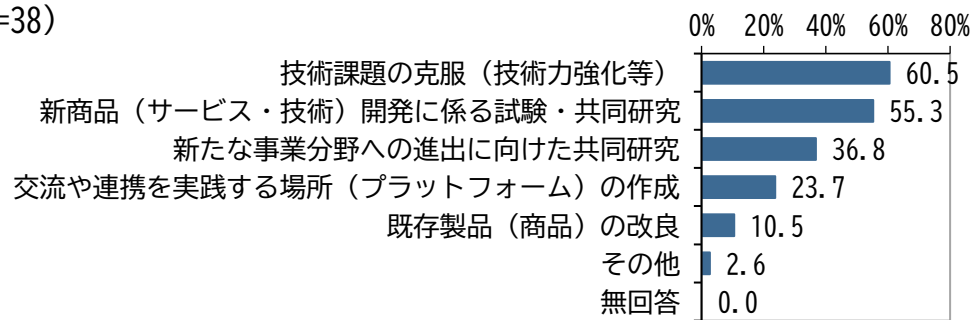 =38)
0% 20% 40% 60% 80%
技術課題の克服（技術力強化等） 60.5
新商品（サービス・技術）開発に係る試験・共同研究 55.3
新たな事業分野への進出に向けた共同研究 36.8
交流や連携を実践する場所（プラットフォーム）の作成 23.7
既存製品（商品）の改良 10.5
その他 2.6
無回答 0.0